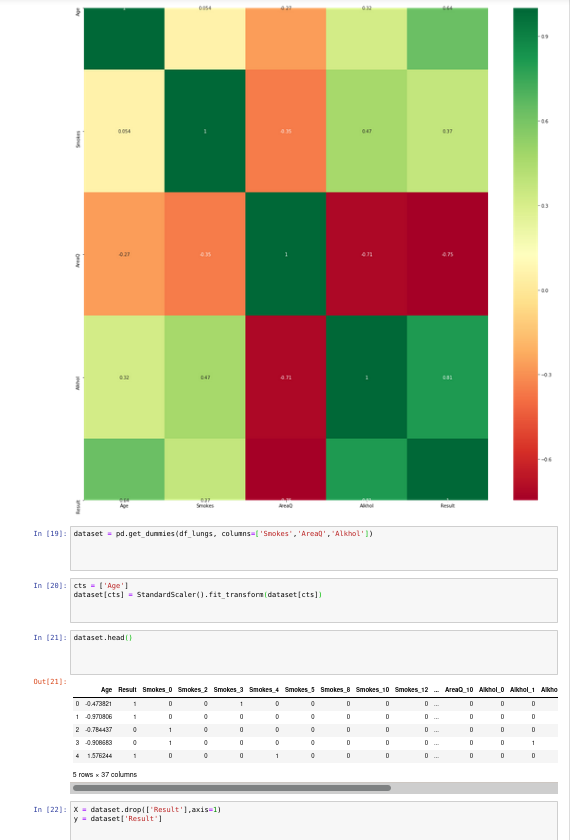 0.054 -0.27 0.32 0.64
Age
0.9
0.6
Smokes 0.054 1 -0.35 0.47 0.37
0.3
AreaQ -0.27 -0.35 1 -0.71 -0.75
0.0
Alkhol 0.32 0.47 -0.71 1 0.81
−0.3
−0.6
Result
Age Smokes AreaQ Alkhol Result
In [19]: dataset = pd.get_dummies(df_lungs, columns=['Smokes','AreaQ','Alkhol'])
In [20]: cts = ['Age']
dataset[cts] = StandardScaler().fit_transform(dataset[cts])
In [21]: dataset.head()
Out[21]:
Age Result Smokes_0 Smokes_2 Smokes_3 Smokes_4 Smokes_5 Smokes_8 Smokes_10 Smokes_12 ... AreaQ_10 Alkhol_0 Alkhol_1 Alkho
0 -0.473821 1 0 0 1 0 0 0 0 0 ... 0 0 0
1 -0.970806 1 0 0 0 0 0 0 0 0 ... 0 0 0
2 -0.784437 0 1 0 0 0 0 0 0 0 ... 0 0 0
3 -0.908683 0 1 0 0 0 0 0 0 0 ... 0 0 1
4 1.576244 1 0 0 0 1 0 0 0 0 ... 0 0 0
5 rows × 37 columns
In [22]: X = dataset.drop(['Result'],axis=1)
y = dataset['Result']